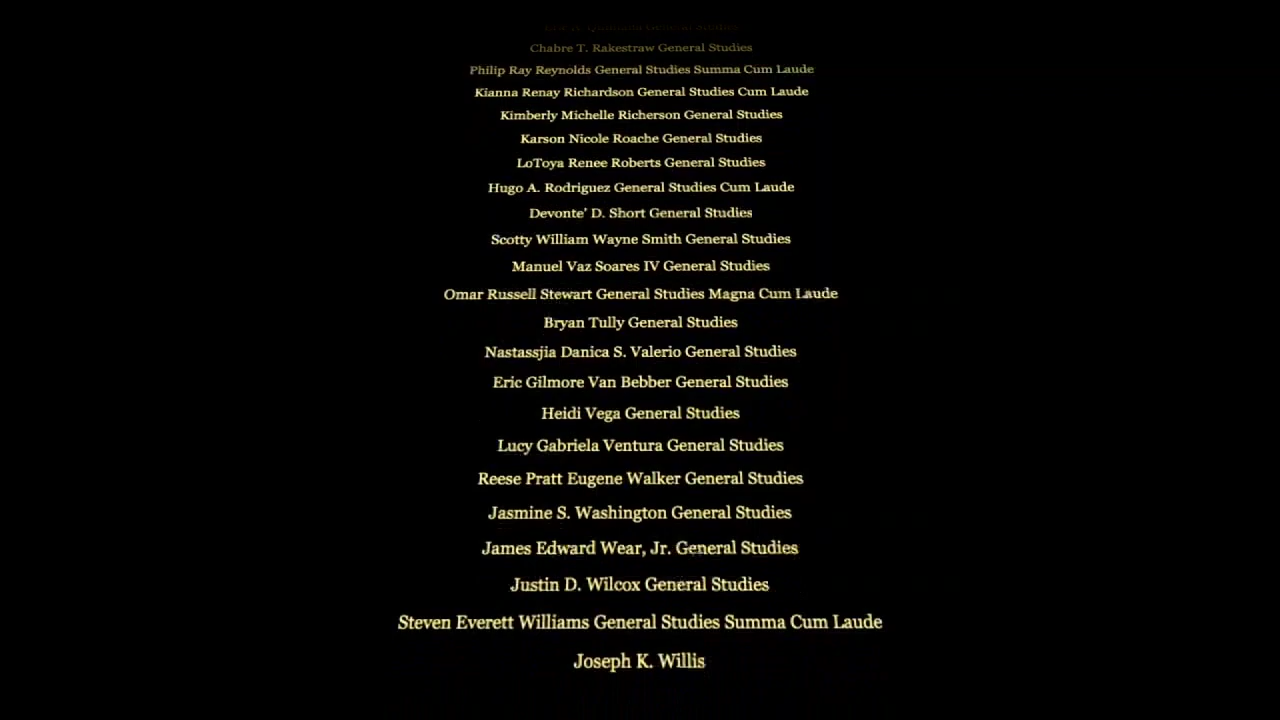 General Studies
Chabre T. Rakestraw General Studies
Philip Ray Reynolds General Studies Summa Cum Laude
Kianna Renay Richardson General Studies Cum Laude
Kimberly Michelle Richerson General Studies
Karson Nicole Roache General Studies
LoToya Renee Roberts General Studies
Hugo A. Rodriguez General Studies Cum Laude
Devonte' D. Short General Studies
Scotty William Wayne Smith General Studies
Manuel Vaz Soares IV General Studies
Omar Russell Stewart General Studies Magna Cum Laude
Bryan Tully General Studies
Nastassjia Danica S. Valerio General Studies
Eric Gilmore Van Bebber General Studies
Heidi Vega General Studies
Lucy Gabriela Ventura General Studies
Reese Pratt Eugene Walker General Studies
Jasmine S. Washington General Studies
James Edward Wear, Jr. General Studies
Justin D. Wilcox General Studies
Steven Everett Williams General Studies Summa Cum Laude
Joseph K. Willis